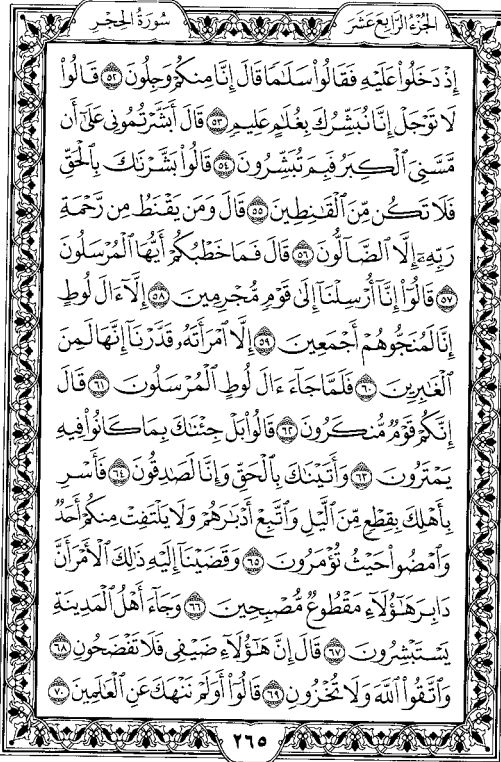 الجزء الرابع عشر
سورة الحجر
إِذْ دَخَلُوا۟ عَلَيْهِ فَقَالُوا۟ سَلَٰمًا قَالَ إِنَّا مِنكُمْ وَجِلُونَ ۝٥٢ قَالُوا۟
لَا تَوْجَلْ إِنَّا نُبَشِّرُكَ بِغُلَٰمٍ عَلِيمٍ ۝٥٣ قَالَ أَبَشَّرْتُمُونِى عَلَىٰٓ أَن
مَّسَّنِىَ ٱلْكِبَرُ فَبِمَ تُبَشِّرُونَ ۝٥٤ قَالُوا۟ بَشَّرْنَٰكَ بِٱلْحَقِّ
فَلَا تَكُن مِّنَ ٱلْقَٰنِطِينَ ۝٥٥ قَالَ وَمَن يَقْنَطُ مِن رَّحْمَةِ
رَبِّهِۦٓ إِلَّا ٱلضَّآلُّونَ ۝٥٦ قَالَ فَمَا خَطْبُكُمْ أَيُّهَا ٱلْمُرْسَلُونَ
۝٥٧ قَالُوٓا۟ إِنَّآ أُرْسِلْنَآ إِلَىٰ قَوْمٍ مُّجْرِمِينَ ۝٥٨ إِلَّآ ءَالَ لُوطٍ
إِنَّا لَمُنَجُّوهُمْ أَجْمَعِينَ ۝٥٩ إِلَّا ٱمْرَأَتَهُۥ قَدَّرْنَآ إِنَّهَا لَمِنَ
ٱلْغَٰبِرِينَ ۝٦٠ فَلَمَّا جَآءَ ءَالَ لُوطٍ ٱلْمُرْسَلُونَ ۝٦١ قَالَ
إِنَّكُمْ قَوْمٌ مُّنكَرُونَ ۝٦٢ قَالُوا۟ بَلْ جِئْنَٰكَ بِمَا كَانُوا۟ فِيهِ
يَمْتَرُونَ ۝٦٣ وَأَتَيْنَٰكَ بِٱلْحَقِّ وَإِنَّا لَصَٰدِقُونَ ۝٦٤ فَأَسْرِ
بِأَهْلِكَ بِقِطْعٍ مِّنَ ٱلَّيْلِ وَٱتَّبِعْ أَدْبَٰرَهُمْ وَلَا يَلْتَفِتْ مِنكُمْ أَحَدٌ
وَٱمْضُوا۟ حَيْثُ تُؤْمَرُونَ ۝٦٥ وَقَضَيْنَآ إِلَيْهِ ذَٰلِكَ ٱلْأَمْرَ أَنَّ
دَابِرَ هَٰٓؤُلَآءِ مَقْطُوعٌ مُّصْبِحِينَ ۝٦٦ وَجَآءَ أَهْلُ ٱلْمَدِينَةِ
يَسْتَبْشِرُونَ ۝٦٧ قَالَ إِنَّ هَٰٓؤُلَآءِ ضَيْفِى فَلَا تَفْضَحُونِ ۝٦٨
وَٱتَّقُوا۟ ٱللَّهَ وَلَا تُخْزُونِ ۝٦٩ قَالُوٓا۟ أَوَلَمْ نَنْهَكَ عَنِ ٱلْعَٰلَمِينَ ۝٧٠
٢٦٥